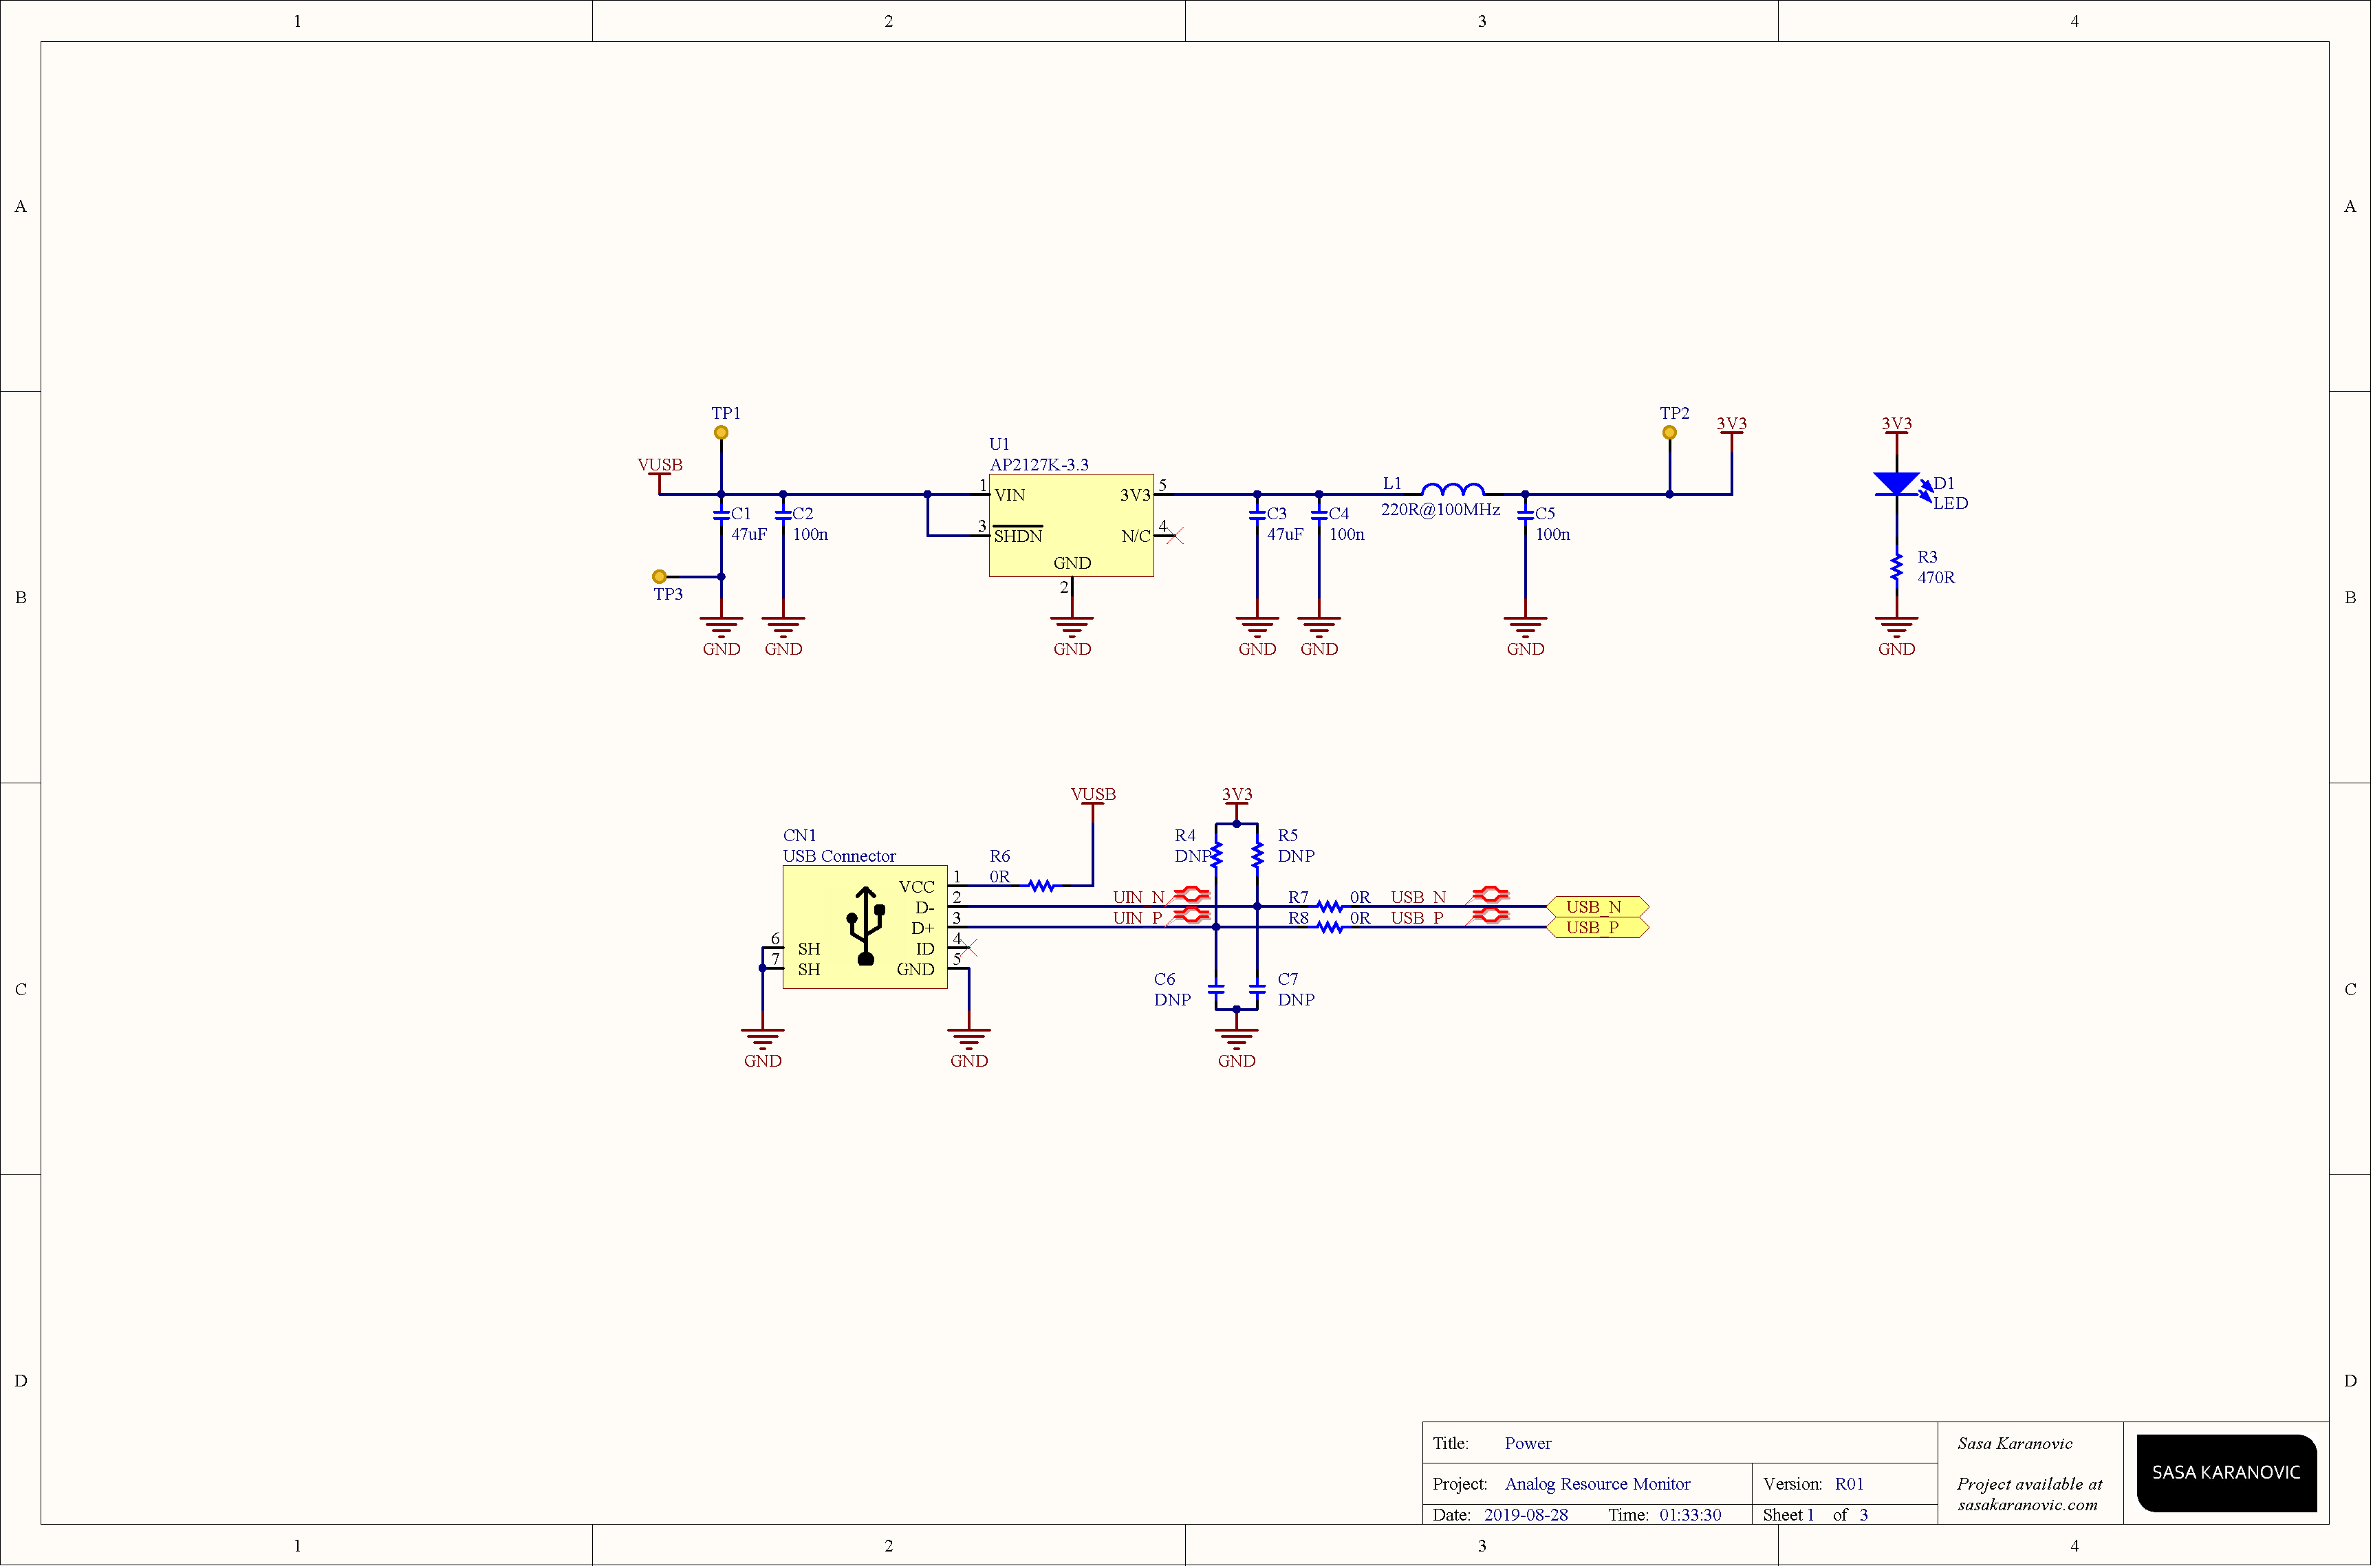 1 2 3 4
A A
TP1 TP2
VUSB 3V3 3V3
U1
AP2127K-3.3
1 VIN 3V3 5
3 SHDN N/C 4
GND
2
C1
47uF
C2
100n
TP3
C3
47uF
C4
100n
L1
220R@100MHz
C5
100n
D1
LED
R3
470R
GND GND GND GND GND GND GND
B B
VUSB 3V3
CN1
USB Connector
R6
0R
R4
DNP
R5
DNP
VCC 1
D- 2
D+ 3
6 SH ID 4
7 SH GND 5
UIN_N R7 0R USB_N USB_N
UIN_P R8 0R USB_P USB_P
C6
DNP
C7
DNP
GND GND GND
C C
D D
Title: Power
Project: Analog Resource Monitor Version: R01
Date: 2019-08-28 Time: 01:33:30 Sheet 1 of 3
Sasa Karanovic
Project available at
sasakaranovic.com
SASA KARANOVIC
1 2 3 4